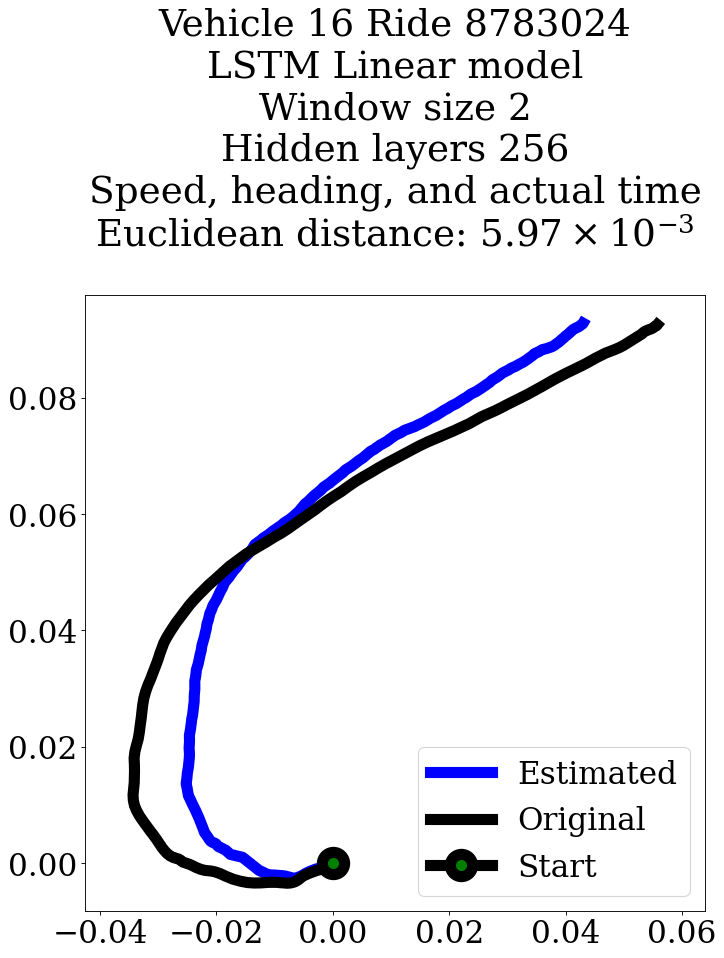 Vehicle 16 Ride 8783024
LSTM Linear model
Window size 2
Hidden layers 256
Speed, heading, and actual time
Euclidean distance: 5.97 × 10⁻³
0.08
0.06
0.04
0.02
0.00
Estimated
Original
Start
−0.04 −0.02 0.00 0.02 0.04 0.06